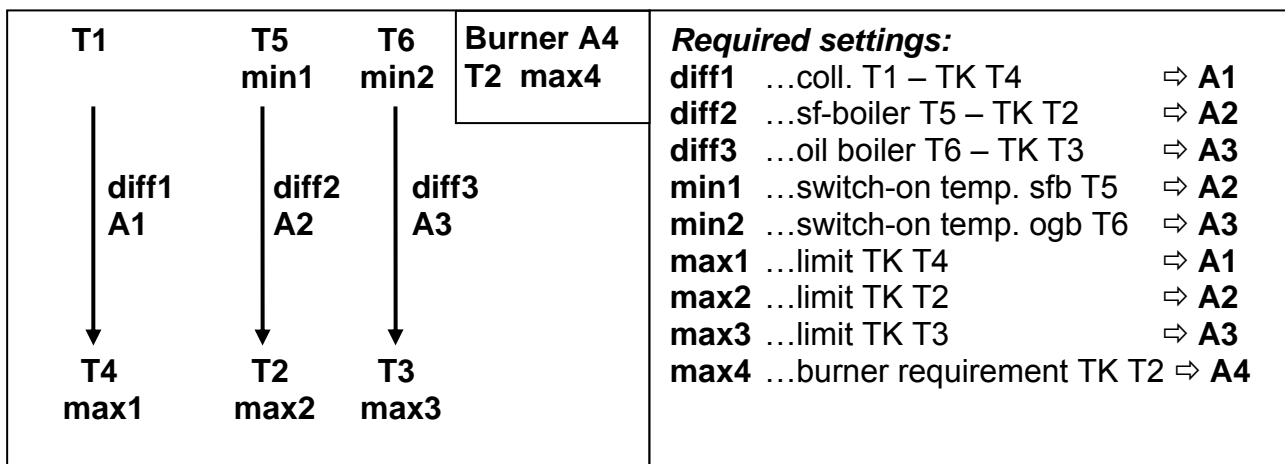 T1 T5 T6 Burner A4
min1 min2 T2 max4
diff1 diff2 diff3
A1 A2 A3
T4 T2 T3
max1 max2 max3
Required settings:
diff1 …coll. T1 – TK T4 ⇨ A1
diff2 …sf-boiler T5 – TK T2 ⇨ A2
diff3 …oil boiler T6 – TK T3 ⇨ A3
min1 …switch-on temp. sfb T5 ⇨ A2
min2 …switch-on temp. ogb T6 ⇨ A3
max1 …limit TK T4 ⇨ A1
max2 …limit TK T2 ⇨ A2
max3 …limit TK T3 ⇨ A3
max4 …burner requirement TK T2 ⇨ A4